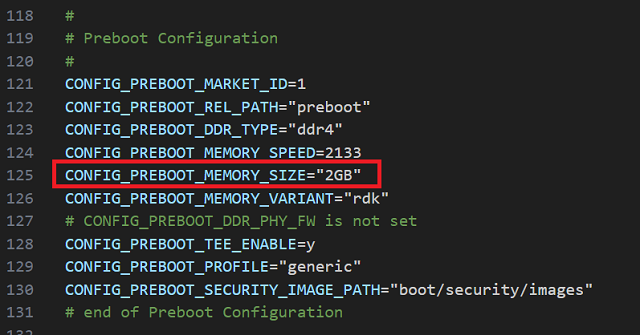 118 #
119 # Preboot Configuration
120 #
121 CONFIG_PREBOOT_MARKET_ID=1
122 CONFIG_PREBOOT_REL_PATH="preboot"
123 CONFIG_PREBOOT_DDR_TYPE="ddr4"
124 CONFIG_PREBOOT_MEMORY_SPEED=2133
125 CONFIG_PREBOOT_MEMORY_SIZE="2GB"
126 CONFIG_PREBOOT_MEMORY_VARIANT="rdk"
127 # CONFIG_PREBOOT_DDR_PHY_FW is not set
128 CONFIG_PREBOOT_TEE_ENABLE=y
129 CONFIG_PREBOOT_PROFILE="generic"
130 CONFIG_PREBOOT_SECURITY_IMAGE_PATH="boot/security/images"
131 # end of Preboot Configuration